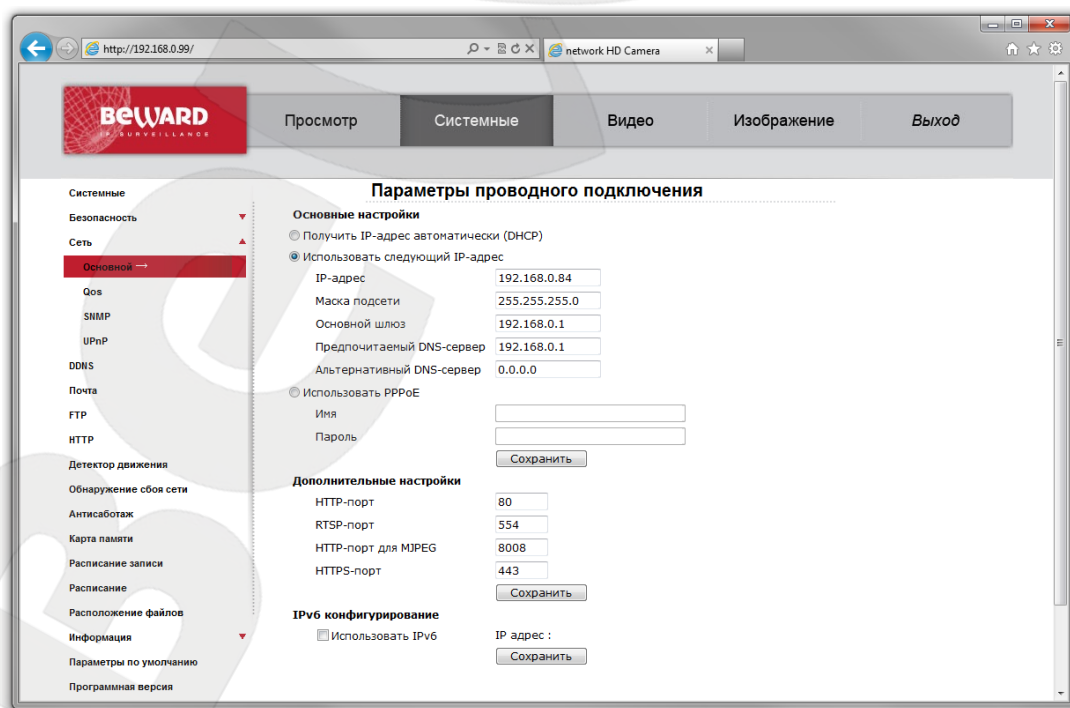 http://192.168.0.99/
network HD Camera
BEWARD
IP SURVEILLANCE
Просмотр
Системные
Видео
Изображение
Выход
Системные
Безопасность
Сеть
Основной →
Qos
SNMP
UPnP
DDNS
Почта
FTP
HTTP
Детектор движения
Обнаружение сбоя сети
Антисаботаж
Карта памяти
Расписание записи
Расписание
Расположение файлов
Информация
Параметры по умолчанию
Программная версия
Параметры проводного подключения
Основные настройки
Получить IP-адрес автоматически (DHCP)
Использовать следующий IP-адрес
IP-адрес 192.168.0.84
Маска подсети 255.255.255.0
Основной шлюз 192.168.0.1
Предпочитаемый DNS-сервер 192.168.0.1
Альтернативный DNS-сервер 0.0.0.0
Использовать PPPoE
Имя
Пароль
Сохранить
Дополнительные настройки
HTTP-порт 80
RTSP-порт 554
HTTP-порт для MJPEG 8008
HTTPS-порт 443
Сохранить
IPv6 конфигурирование
Использовать IPv6 IP адрес :
Сохранить